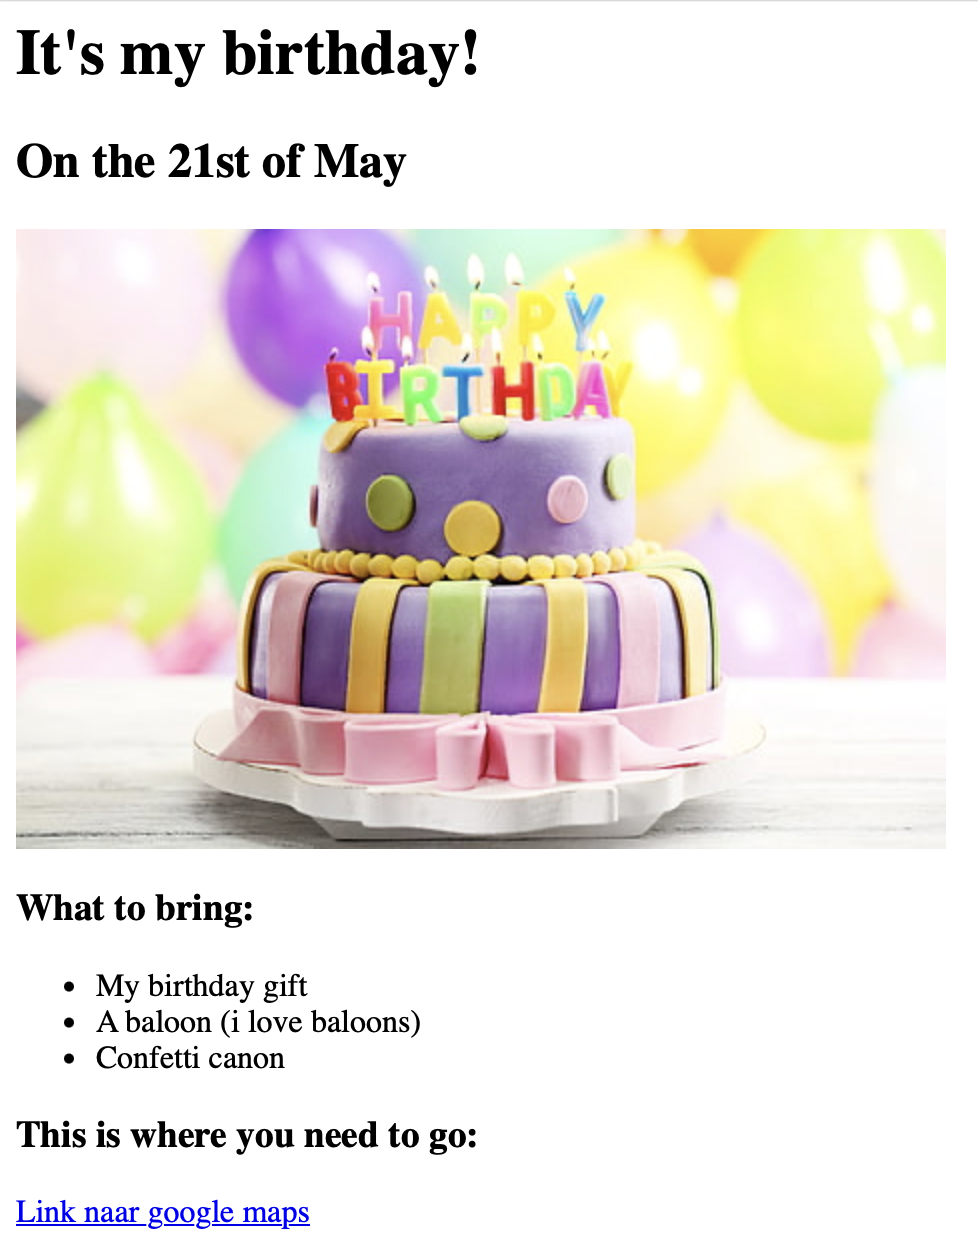 It's my birthday!
On the 21st of May
HAPPY
BIRTHDAY
What to bring:
My birthday gift
A baloon (i love baloons)
Confetti canon
This is where you need to go:
Link naar google maps